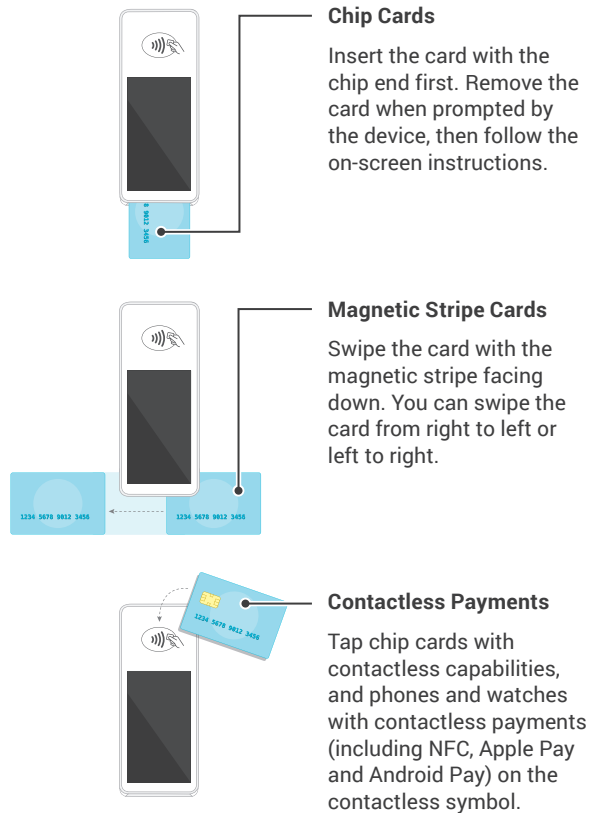 Chip Cards
Insert the card with the
chip end first. Remove the
card when prompted by
the device, then follow the
on-screen instructions.
8 9012 3456
Magnetic Stripe Cards
Swipe the card with the
magnetic stripe facing
down. You can swipe the
card from right to left or
left to right.
1234 5678 9012 3456
1234 5678 9012 3456
Contactless Payments
1234 5678 9012 3456
Tap chip cards with
contactless capabilities,
and phones and watches
with contactless payments
(including NFC, Apple Pay
and Android Pay) on the
contactless symbol.